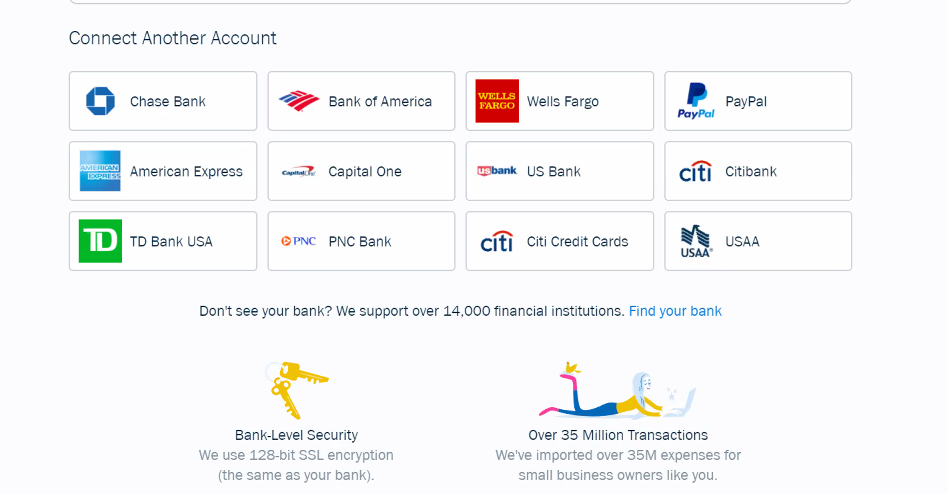 Connect Another Account
Chase Bank
Bank of America
WELLS
FARGO
Wells Fargo
PayPal
PayPal
AMERICAN
EXPRESS
American Express
Capital One
Capital One
usbank
US Bank
citi
Citibank
TD
TD Bank USA
PNC
PNC Bank
citi
Citi Credit Cards
USAA®
USAA
Don't see your bank? We support over 14,000 financial institutions. Find your bank
Bank-Level Security
We use 128-bit SSL encryption
(the same as your bank).
Over 35 Million Transactions
We've imported over 35M expenses for
small business owners like you.